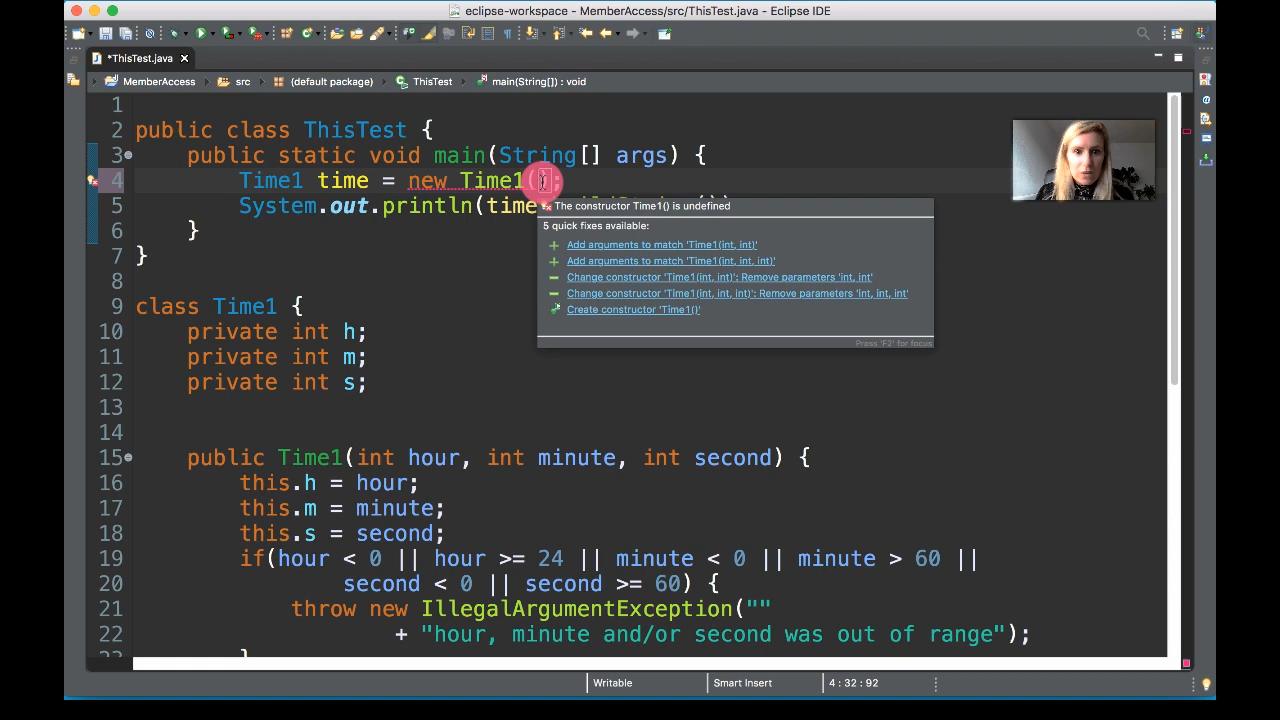 eclipse-workspace - MemberAccess/src/ThisTest.java - Eclipse IDE
*ThisTest.java
MemberAccess src (default package) ThisTest main(String[]) : void
1
2 public class ThisTest {
3 public static void main(String[] args) {
4 Time1 time = new Time1();
5 System.out.println(time
6 }
7 }
8
9 class Time1 {
10 private int h;
11 private int m;
12 private int s;
13
14
15 public Time1(int hour, int minute, int second) {
16 this.h = hour;
17 this.m = minute;
18 this.s = second;
19 if(hour < 0 || hour >= 24 || minute < 0 || minute > 60 ||
20 second < 0 || second >= 60) {
21 throw new IllegalArgumentException(""
22 + "hour, minute and/or second was out of range");
23 }
The constructor Time1() is undefined
5 quick fixes available:
Add arguments to match 'Time1(int, int)'
Add arguments to match 'Time1(int, int, int)'
Change constructor 'Time1(int, int)': Remove parameters 'int, int'
Change constructor 'Time1(int, int, int)': Remove parameters 'int, int, int'
Create constructor 'Time1()'
Press 'F2' for focus
Writable Smart Insert 4 : 32 : 92